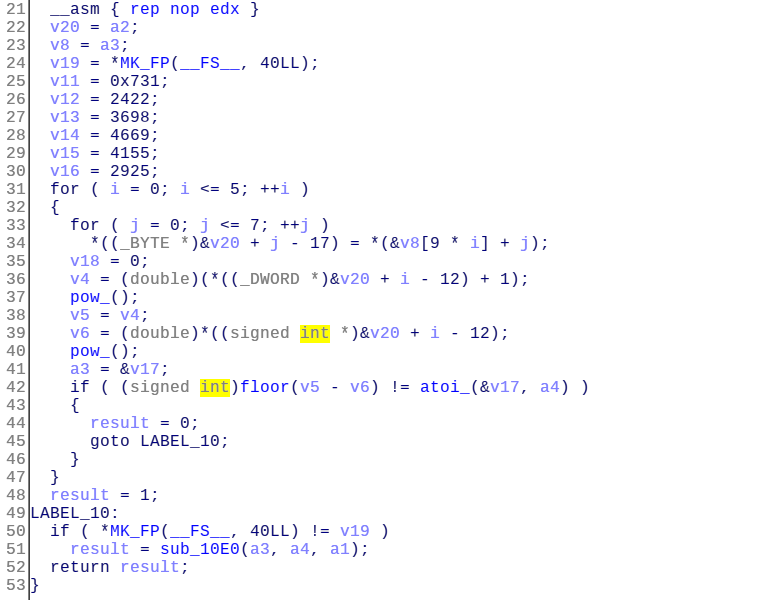 21 __asm { rep nop edx }
22 v20 = a2;
23 v8 = a3;
24 v19 = *MK_FP(__FS__, 40LL);
25 v11 = 0x731;
26 v12 = 2422;
27 v13 = 3698;
28 v14 = 4669;
29 v15 = 4155;
30 v16 = 2925;
31 for ( i = 0; i <= 5; ++i )
32 {
33 for ( j = 0; j <= 7; ++j )
34 *((_BYTE *)&v20 + j - 17) = *(&v8[9 * i] + j);
35 v18 = 0;
36 v4 = (double)(*((_DWORD *)&v20 + i - 12) + 1);
37 pow_();
38 v5 = v4;
39 v6 = (double)*((signed int *)&v20 + i - 12);
40 pow_();
41 a3 = &v17;
42 if ( (signed int)floor(v5 - v6) != atoi_(&v17, a4) )
43 {
44 result = 0;
45 goto LABEL_10;
46 }
47 }
48 result = 1;
49 LABEL_10:
50 if ( *MK_FP(__FS__, 40LL) != v19 )
51 result = sub_10E0(a3, a4, a1);
52 return result;
53 }